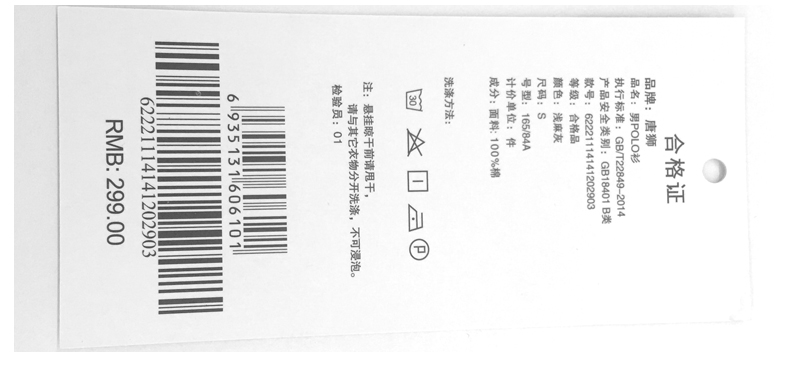 合格证
品牌：唐狮
品名：男POLO衫
执行标准：GB/T22849-2014
产品安全类别：GB18401 B类
款号：62221114141202903
等级：合格品
颜色：浅麻灰
尺码：S
号型：165/84A
计价单位：件
成分：面料:100%棉
洗涤方法：
30
P
注：悬挂晾干前请甩干，
请与其它衣物分开洗涤，不可浸泡。
检验员：01
6935131606101
62221114141202903
RMB: 299.00